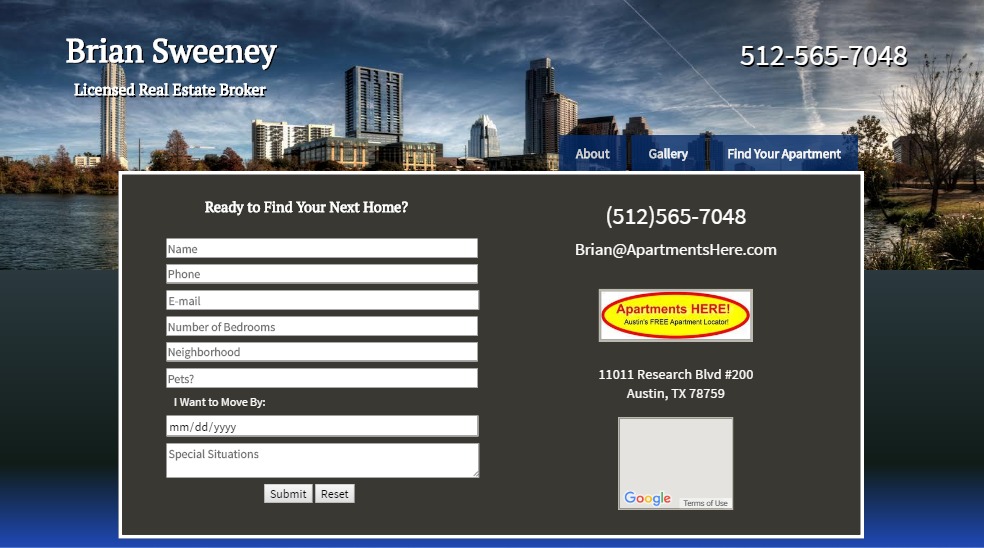 Brian Sweeney
Licensed Real Estate Broker
512-565-7048
About
Gallery
Find Your Apartment
Ready to Find Your Next Home?
Name
Phone
E-mail
Number of Bedrooms
Neighborhood
Pets?
I Want to Move By:
mm/dd/yyyy
Special Situations
Submit
Reset
(512)565-7048
Brian@ApartmentsHere.com
Apartments HERE!
Austin's FREE Apartment Locator!
11011 Research Blvd #200
Austin, TX 78759
Google
Terms of Use